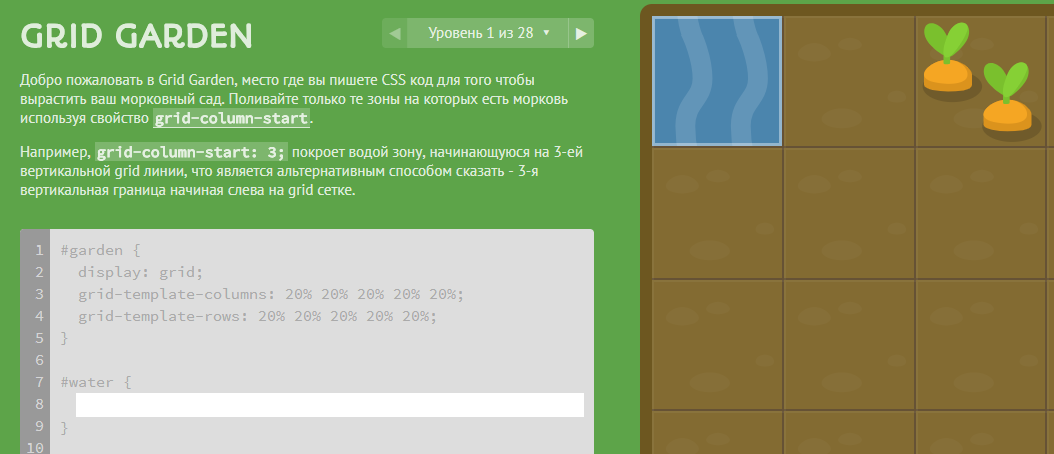 GRID GARDEN
◀ Уровень 1 из 28 ▼ ▶
Добро пожаловать в Grid Garden, место где вы пишете CSS код для того чтобы
вырастить ваш морковный сад. Поливайте только те зоны на которых есть морковь
используя свойство grid-column-start.
Например, grid-column-start: 3; покроет водой зону, начинающуюся на 3-ей
вертикальной grid линии, что является альтернативным способом сказать - 3-я
вертикальная граница начиная слева на grid сетке.
1 #garden {
2 display: grid;
3 grid-template-columns: 20% 20% 20% 20% 20%;
4 grid-template-rows: 20% 20% 20% 20% 20%;
5 }
6
7 #water {
8
9 }
10